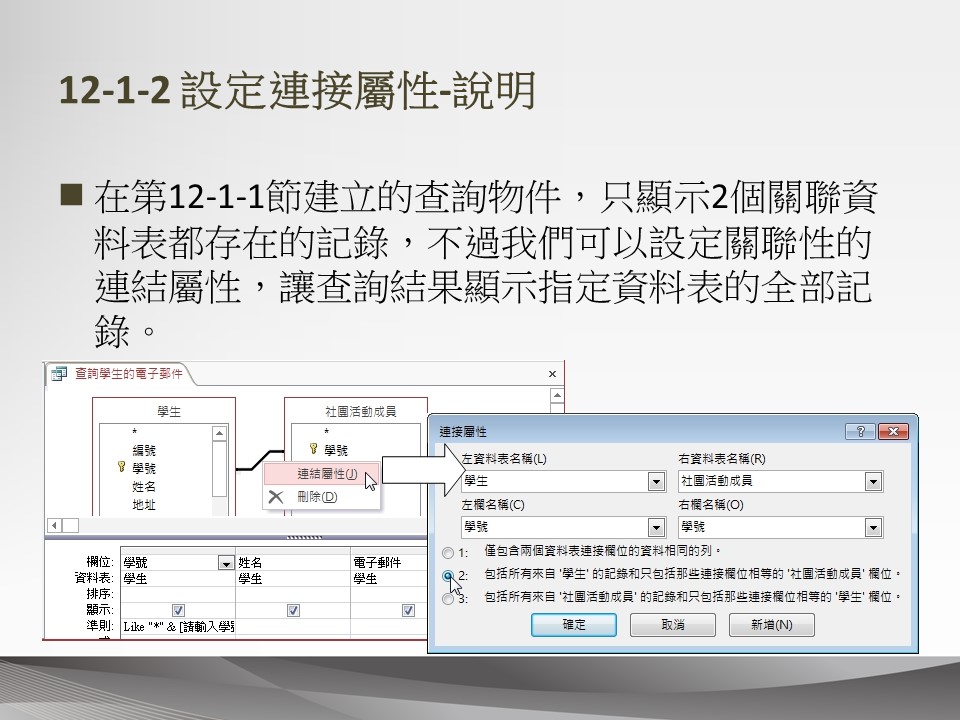 12-1-2 設定連接屬性-說明
在第12-1-1節建立的查詢物件，只顯示2個關聯資
料表都存在的記錄，不過我們可以設定關聯性的
連結屬性，讓查詢結果顯示指定資料表的全部記
錄。
查詢學生的電子郵件
學生
*
編號
學號
姓名
地址
社團活動成員
*
學號
連結屬性(J)
刪除(D)
欄位: 學號 姓名 電子郵件
資料表: 學生 學生 學生
排序:
顯示:
準則: Like "*" & [請輸入學
連接屬性
左資料表名稱(L) 右資料表名稱(R)
學生 社團活動成員
左欄名稱(C) 右欄名稱(O)
學號 學號
1: 僅包含兩個資料表連接欄位的資料相同的列。
2: 包括所有來自 '學生' 的記錄和只包括那些連接欄位相等的 '社團活動成員' 欄位。
3: 包括所有來自 '社團活動成員' 的記錄和只包括那些連接欄位相等的 '學生' 欄位。
確定 取消 新增(N)